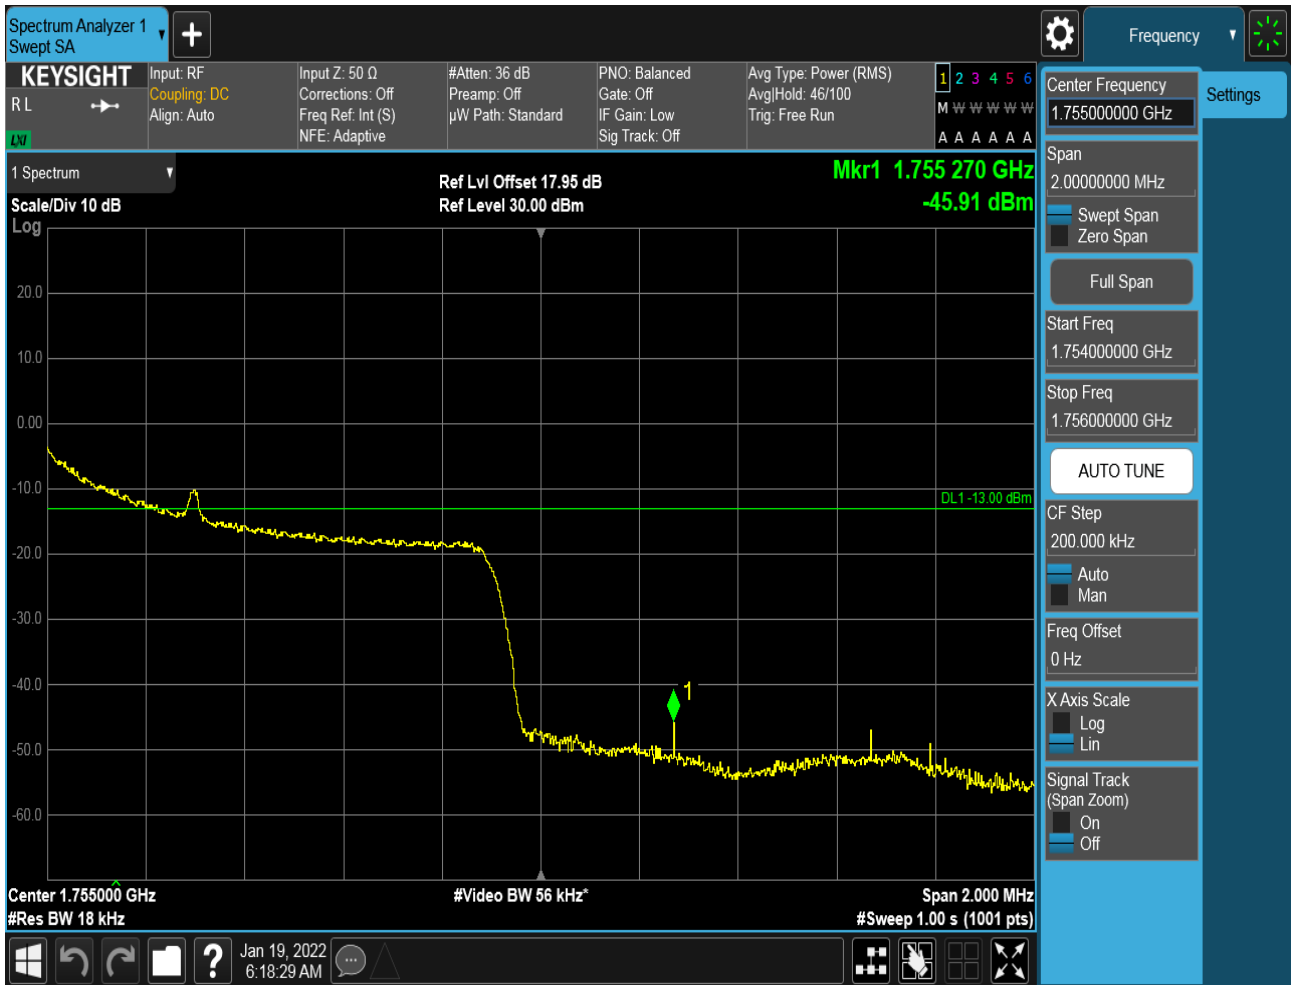 Spectrum Analyzer 1
Swept SA
Frequency
KEYSIGHT
R L
LXI
Input: RF
Coupling: DC
Align: Auto
Input Z: 50 Ω
Corrections: Off
Freq Ref: Int (S)
NFE: Adaptive
#Atten: 36 dB
Preamp: Off
µW Path: Standard
PNO: Balanced
Gate: Off
IF Gain: Low
Sig Track: Off
Avg Type: Power (RMS)
Avg|Hold: 46/100
Trig: Free Run
1 2 3 4 5 6
M W W W W W
A A A A A A
1 Spectrum
Scale/Div 10 dB
Log
Ref Lvl Offset 17.95 dB
Ref Level 30.00 dBm
Mkr1 1.755 270 GHz
-45.91 dBm
20.0
10.0
0.00
-10.0
-20.0
-30.0
-40.0
-50.0
-60.0
DL1 -13.00 dBm
1
Center 1.755000 GHz
#Res BW 18 kHz
#Video BW 56 kHz*
Span 2.000 MHz
#Sweep 1.00 s (1001 pts)
Center Frequency
1.755000000 GHz
Settings
Span
2.00000000 MHz
Swept Span
Zero Span
Full Span
Start Freq
1.754000000 GHz
Stop Freq
1.756000000 GHz
AUTO TUNE
CF Step
200.000 kHz
Auto
Man
Freq Offset
0 Hz
X Axis Scale
Log
Lin
Signal Track
(Span Zoom)
On
Off
?
Jan 19, 2022
6:18:29 AM